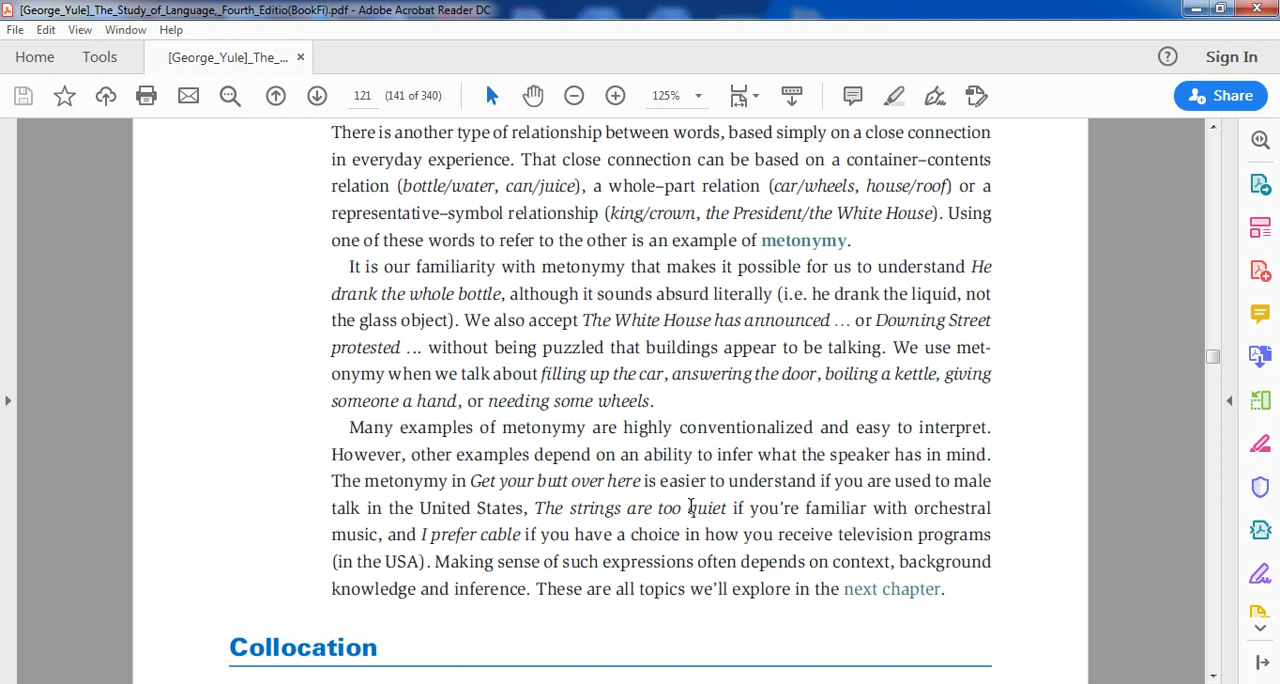 [George_Yule]_The_Study_of_Language,_Fourth_Editio(BookFi).pdf - Adobe Acrobat Reader DC
File Edit View Window Help
Home Tools [George_Yule]_The_... × ? Sign In
121 (141 of 340) 125% Share
There is another type of relationship between words, based simply on a close connection
in everyday experience. That close connection can be based on a container–contents
relation (bottle/water, can/juice), a whole–part relation (car/wheels, house/roof) or a
representative–symbol relationship (king/crown, the President/the White House). Using
one of these words to refer to the other is an example of metonymy.
It is our familiarity with metonymy that makes it possible for us to understand He
drank the whole bottle, although it sounds absurd literally (i.e. he drank the liquid, not
the glass object). We also accept The White House has announced … or Downing Street
protested … without being puzzled that buildings appear to be talking. We use met-
onymy when we talk about filling up the car, answering the door, boiling a kettle, giving
someone a hand, or needing some wheels.
Many examples of metonymy are highly conventionalized and easy to interpret.
However, other examples depend on an ability to infer what the speaker has in mind.
The metonymy in Get your butt over here is easier to understand if you are used to male
talk in the United States, The strings are too quiet if you're familiar with orchestral
music, and I prefer cable if you have a choice in how you receive television programs
(in the USA). Making sense of such expressions often depends on context, background
knowledge and inference. These are all topics we'll explore in the next chapter.
Collocation